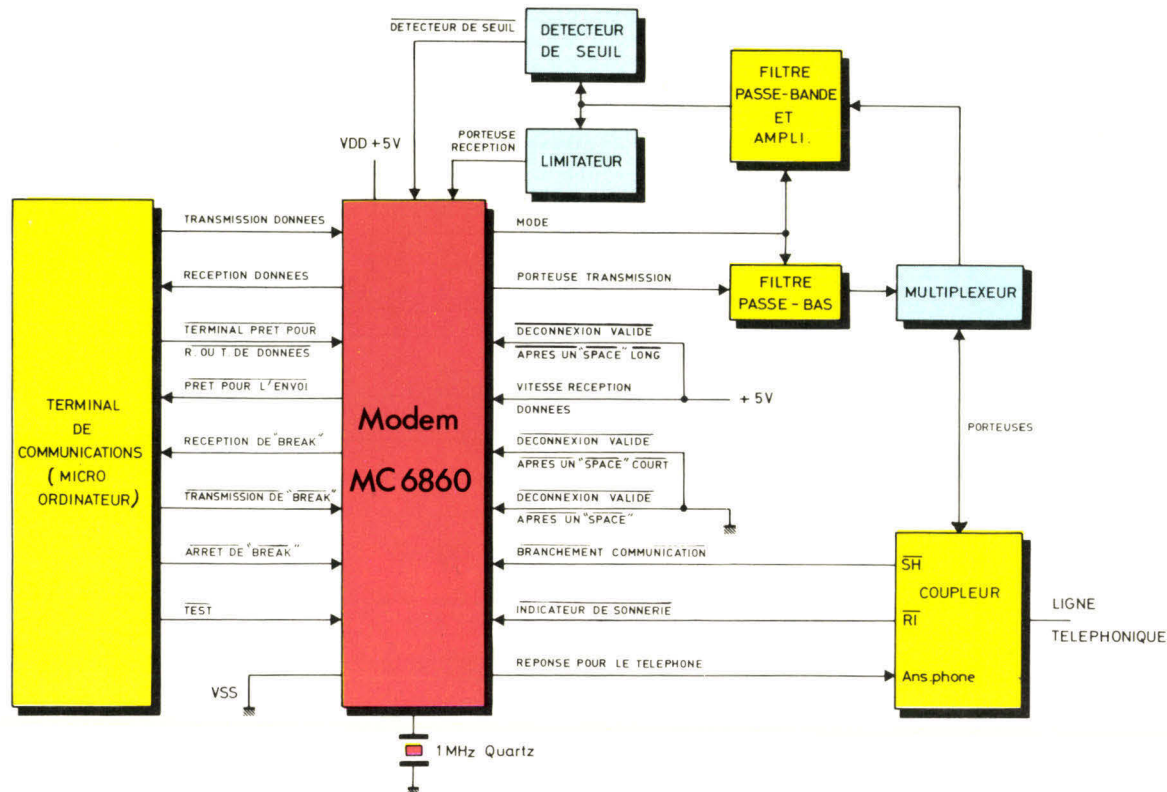 DETECTEUR DE SEUIL
DETECTEUR
DE SEUIL
FILTRE
PASSE-BANDE
ET
AMPLI.
PORTEUSE
RECEPTION
LIMITATEUR
VDD +5V
TRANSMISSION DONNEES
RECEPTION DONNEES
TERMINAL PRET POUR
R. OU T. DE DONNEES
PRET POUR L'ENVOI
RECEPTION DE "BREAK"
TRANSMISSION DE "BREAK"
ARRET DE "BREAK"
TEST
TERMINAL
DE
COMMUNICATIONS
( MICRO
ORDINATEUR )
Modem
MC 6860
MODE
PORTEUSE TRANSMISSION
FILTRE
PASSE - BAS
MULTIPLEXEUR
DECONNEXION VALIDE
APRES UN "SPACE" LONG
VITESSE RECEPTION
DONNEES
+ 5V
DECONNEXION VALIDE
APRES UN "SPACE" COURT
DECONNEXION VALIDE
APRES UN "SPACE"
PORTEUSES
BRANCHEMENT COMMUNICATION
INDICATEUR DE SONNERIE
REPONSE POUR LE TELEPHONE
SH
COUPLEUR
RI
Ans.phone
LIGNE
TELEPHONIQUE
VSS
1 MHz Quartz